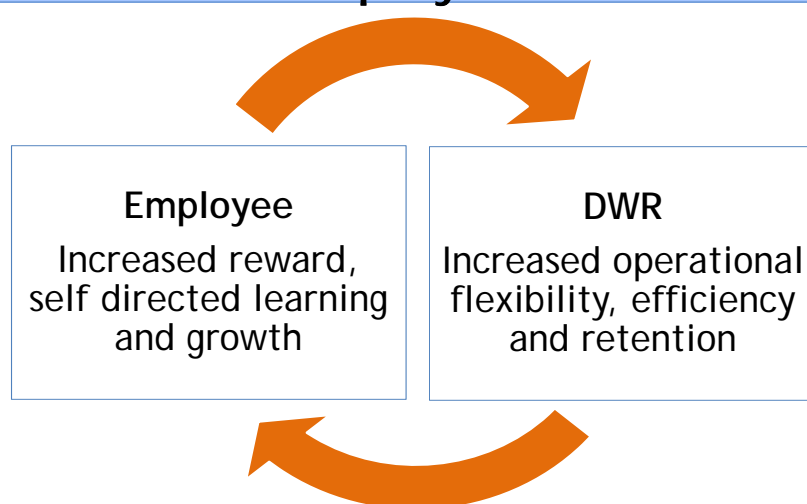 Employee
Increased reward,
self directed learning
and growth
DWR
Increased operational
flexibility, efficiency
and retention